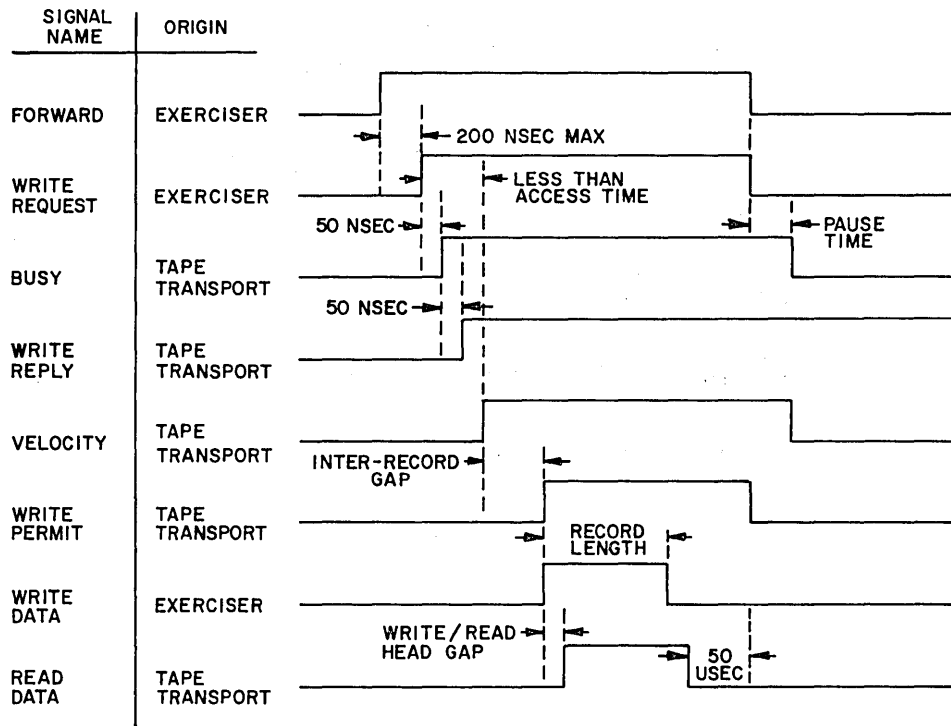 SIGNAL
NAME
ORIGIN
FORWARD
EXERCISER
200 NSEC MAX
WRITE
REQUEST
EXERCISER
LESS THAN
ACCESS TIME
50 NSEC
PAUSE
TIME
BUSY
TAPE
TRANSPORT
50 NSEC
WRITE
REPLY
TAPE
TRANSPORT
VELOCITY
TAPE
TRANSPORT
INTER-RECORD
GAP
WRITE
PERMIT
TAPE
TRANSPORT
RECORD
LENGTH
WRITE
DATA
EXERCISER
WRITE/READ
HEAD GAP
50
USEC
READ
DATA
TAPE
TRANSPORT